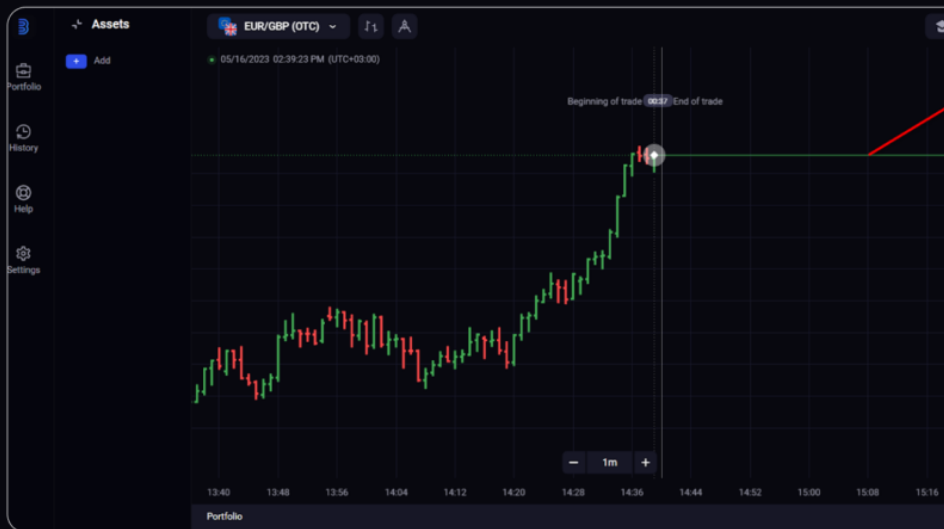 Assets
EUR/GBP (OTC)
+ Add
05/16/2023 02:39:23 PM (UTC+03:00)
Portfolio
Beginning of trade 00:37 End of trade
History
Help
Settings
− 1m +
13:40 13:48 13:56 14:04 14:12 14:20 14:28 14:36 14:44 14:52 15:00 15:08 15:16
Portfolio